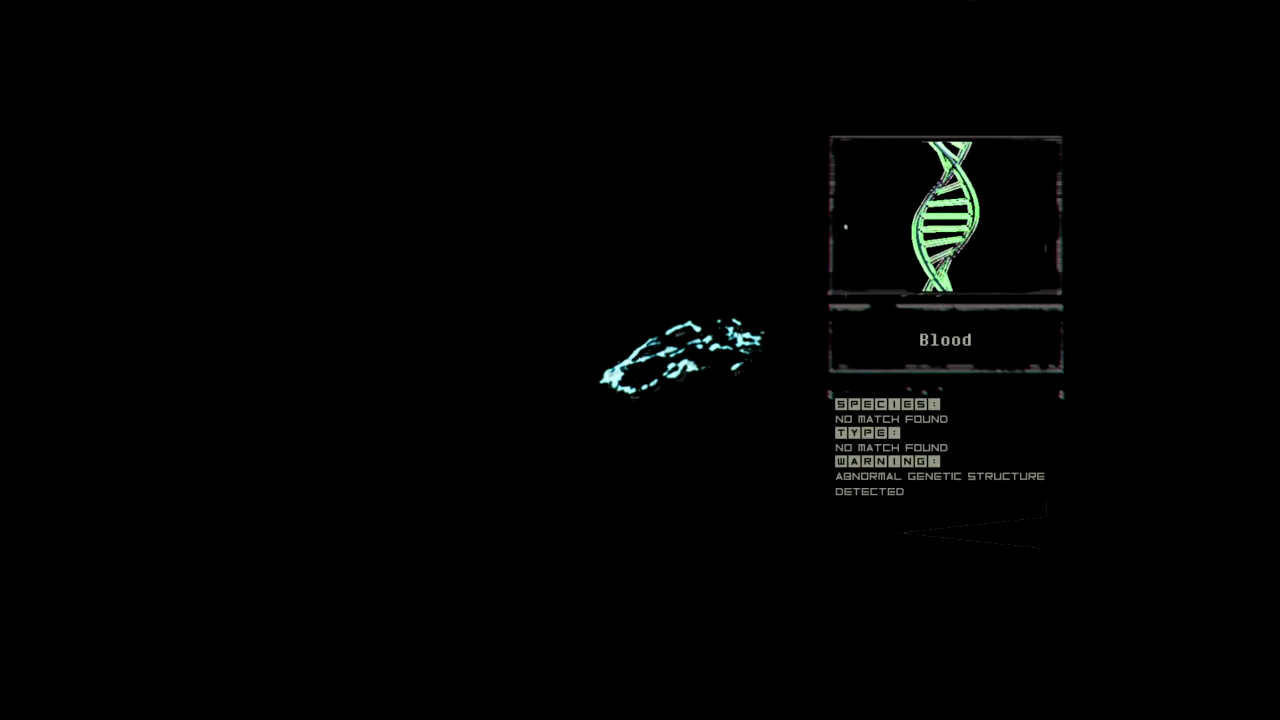 Blood
SPECIES:
NO MATCH FOUND
TYPE:
NO MATCH FOUND
WARNING:
ABNORMAL GENETIC STRUCTURE
DETECTED